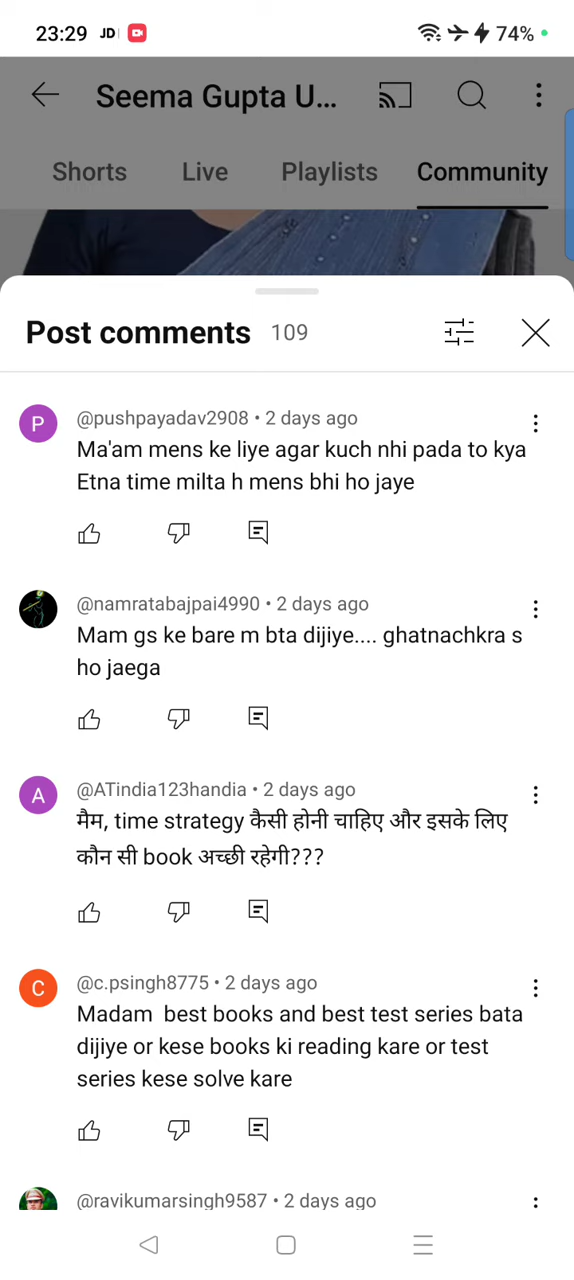 23:29 JD 74%
Seema Gupta U...
Shorts Live Playlists Community
Post comments 109
P @pushpayadav2908 • 2 days ago
Ma'am mens ke liye agar kuch nhi pada to kya
Etna time milta h mens bhi ho jaye
@namratabajpai4990 • 2 days ago
Mam gs ke bare m bta dijiye.... ghatnachkra s
ho jaega
A @ATindia123handia • 2 days ago
मैम, time strategy कैसी होनी चाहिए और इसके लिए
कौन सी book अच्छी रहेगी???
C @c.psingh8775 • 2 days ago
Madam best books and best test series bata
dijiye or kese books ki reading kare or test
series kese solve kare
@ravikumarsingh9587 • 2 days ago